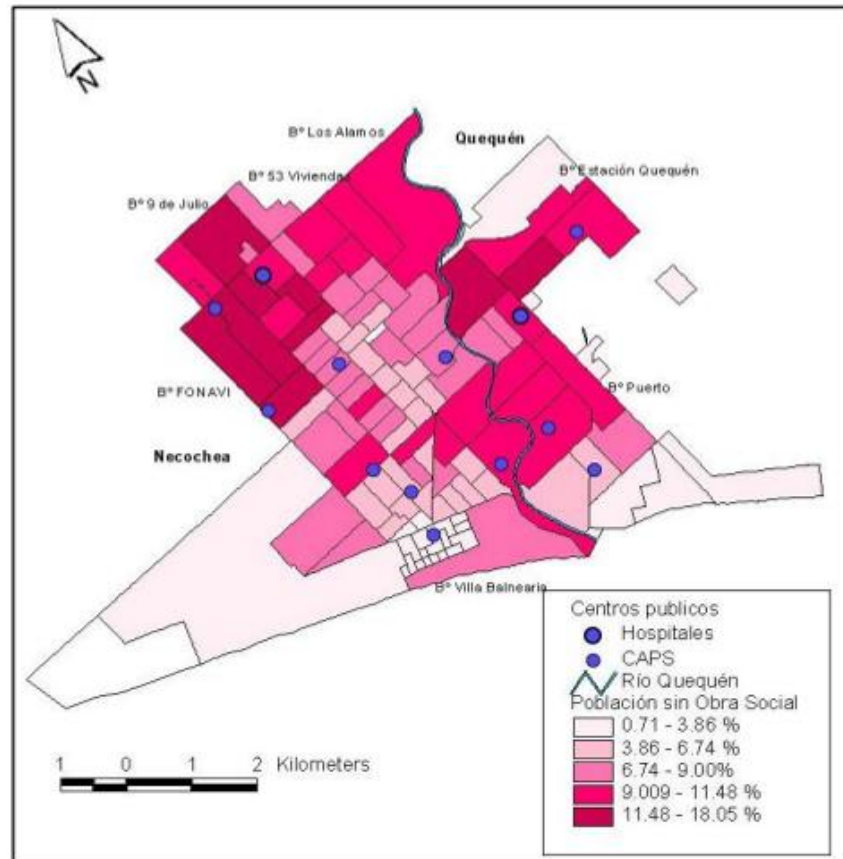 N
Bº Los Alamos
Quequén
Bº 53 Vivienda
Bº Estación Quequén
Bº 9 de Julio
Bº Puerto
Bº FONAVI
Necochea
Bº Villa Balnearia
Centros publicos
Hospitales
CAPS
Río Quequén
Población sin Obra Social
0.71 - 3.86 %
3.86 - 6.74 %
6.74 - 9.00%
9.009 - 11.48 %
11.48 - 18.05 %
1 0 1 2 Kilometers